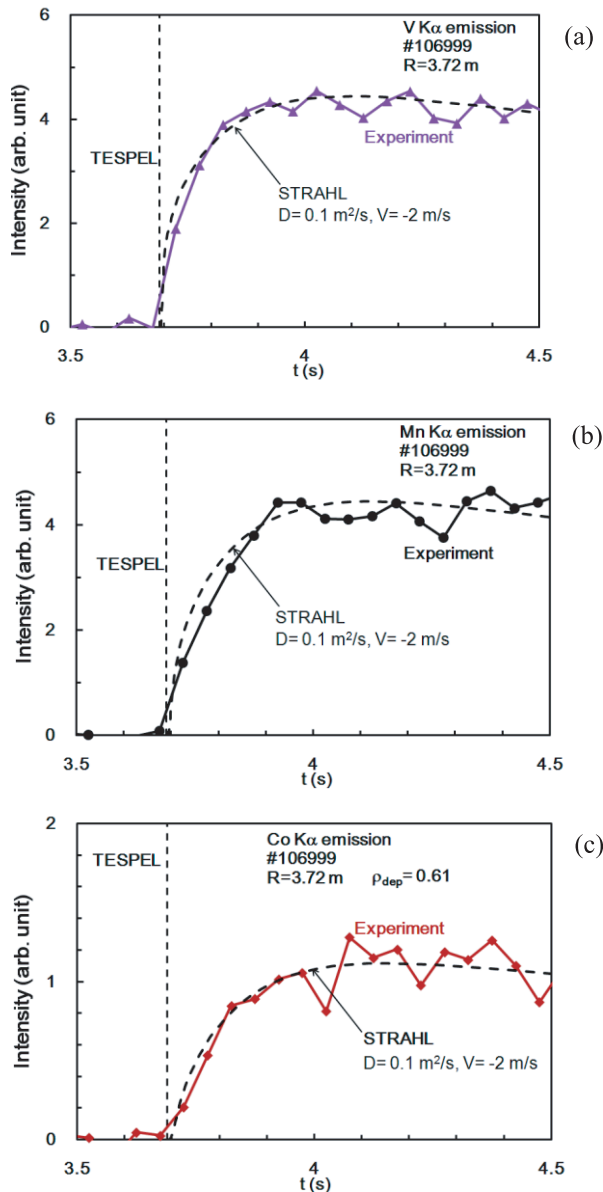 V Kα emission
#106999
R=3.72 m
(a)
Intensity (arb. unit)
6
4
2
0
TESPEL
Experiment
STRAHL
D= 0.1 m²/s, V= -2 m/s
3.5
4
4.5
t (s)
Mn Kα emission
#106999
R=3.72 m
(b)
Intensity (arb. unit)
6
4
2
0
TESPEL
Experiment
STRAHL
D= 0.1 m²/s, V= -2 m/s
3.5
4
4.5
t (s)
Co Kα emission
#106999
R=3.72 m ρdep= 0.61
(c)
Intensity (arb. unit)
2
1
0
TESPEL
Experiment
STRAHL
D= 0.1 m²/s, V= -2 m/s
3.5
4
4.5
t (s)